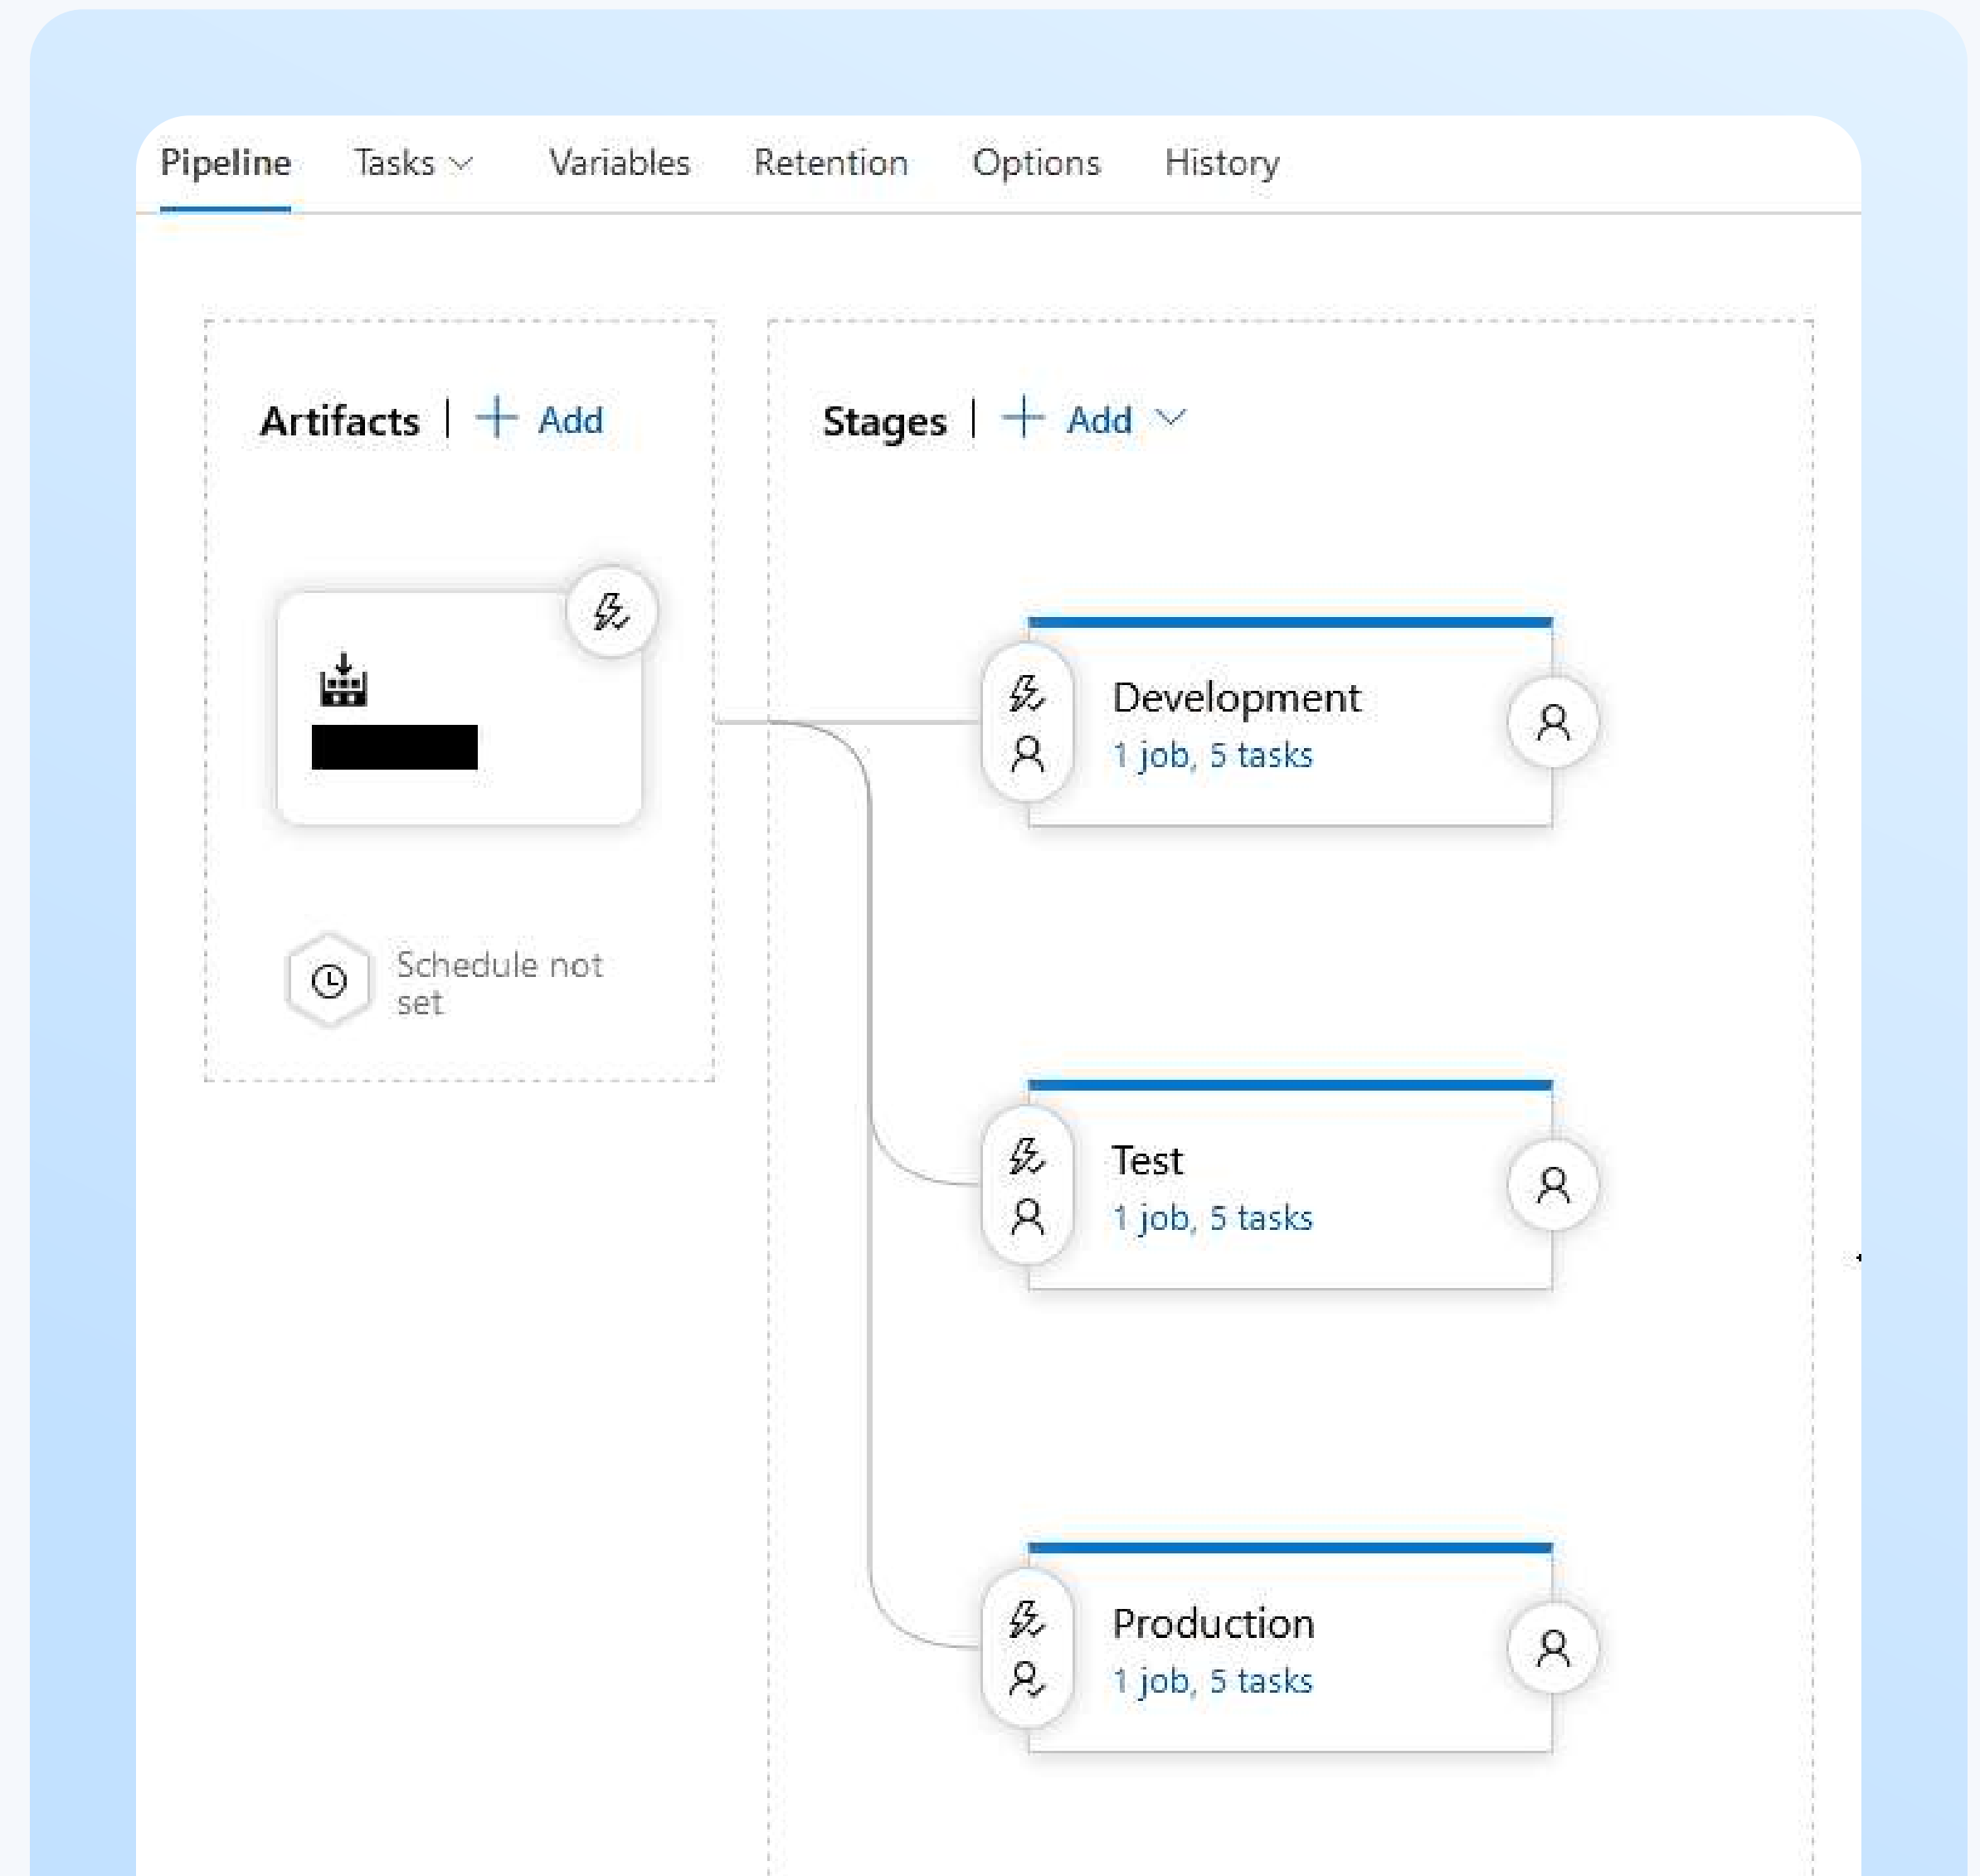 Pipeline Tasks Variables Retention Options History
Artifacts | + Add
Schedule not
set
Stages | + Add
Development
1 job, 5 tasks
Test
1 job, 5 tasks
Production
1 job, 5 tasks